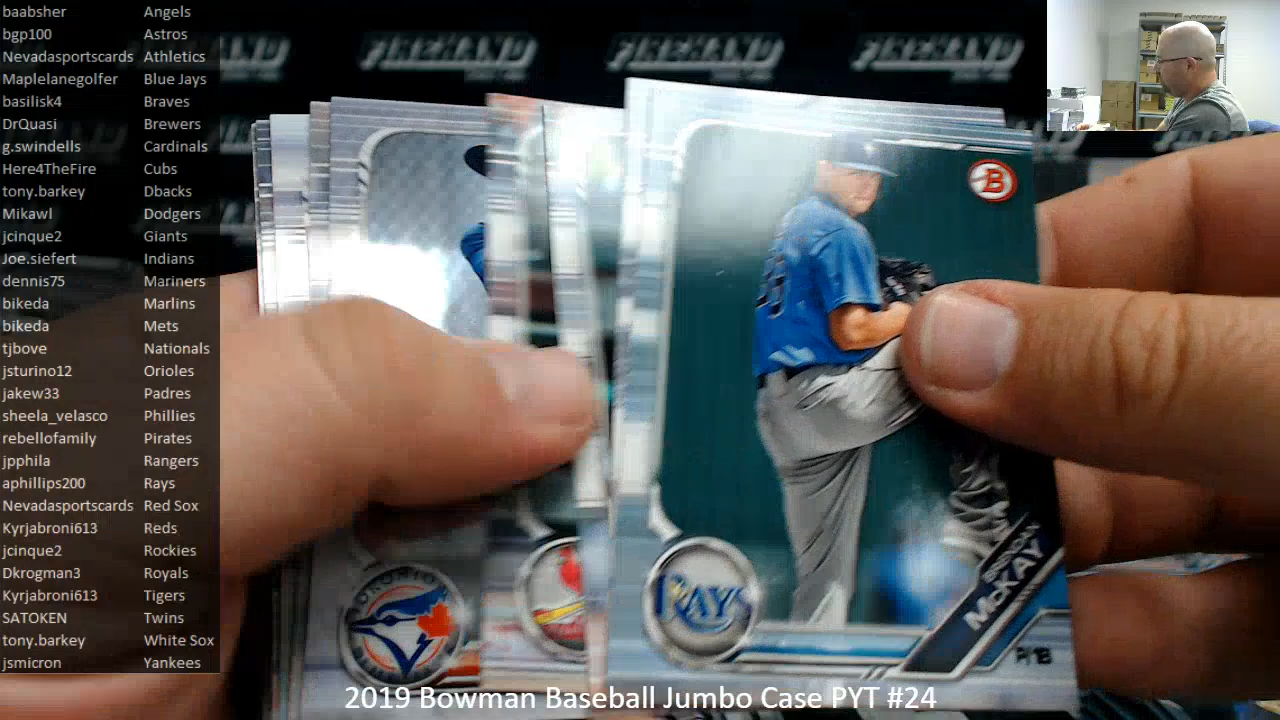 baabsher Angels
bgp100 Astros
Nevadasportscards Athletics
Maplelanegolfer Blue Jays
basilisk4 Braves
DrQuasi Brewers
g.swindells Cardinals
Here4TheFire Cubs
tony.barkey Dbacks
Mikawl Dodgers
jcinque2 Giants
Joe.siefert Indians
dennis75 Mariners
bikeda Marlins
bikeda Mets
tjbove Nationals
jsturino12 Orioles
jakew33 Padres
sheela_velasco Phillies
rebellofamily Pirates
jpphila Rangers
aphillips200 Rays
Nevadasportscards Red Sox
Kyrjabroni613 Reds
jcinque2 Rockies
Dkrogman3 Royals
Kyrjabroni613 Tigers
SATOKEN Twins
tony.barkey White Sox
jsmicron Yankees
B
RAYS
McKAY
2019 Bowman Baseball Jumbo Case PYT #24